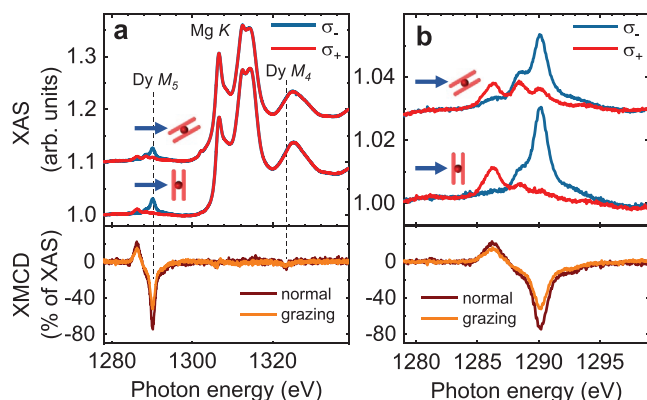 a
Mg K
σ-
σ+
Dy M5
Dy M4
XAS
(arb. units)
1.2
1.1
1.0
b
σ-
σ+
1.04
1.02
1.00
XMCD
(% of XAS)
0
-40
-80
normal
grazing
1280
1300
1320
Photon energy (eV)
0
-40
-80
normal
grazing
1280
1285
1290
1295
Photon energy (eV)